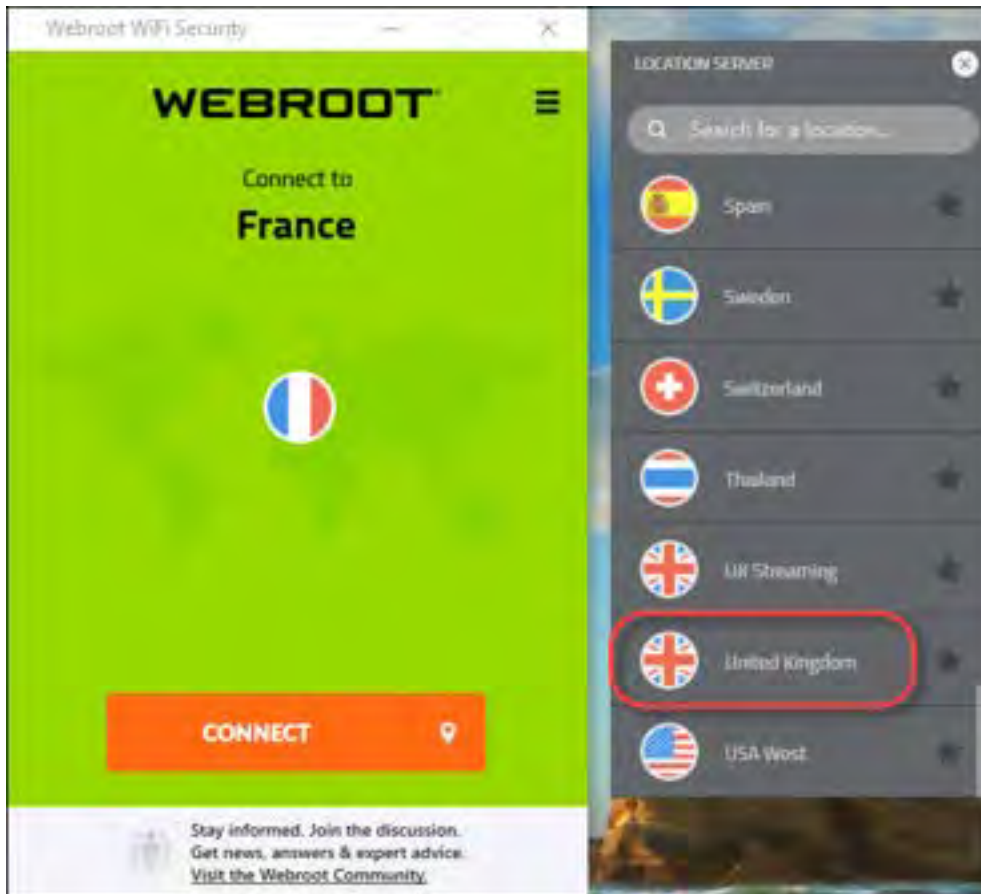 Webroot WiFi Security
WEBROOT
Connect to
France
CONNECT
Stay informed. Join the discussion.
Get news, answers & expert advice.
Visit the Webroot Community.
LOCATION SERVER
Search for a location...
Spain
Sweden
Switzerland
Thailand
UK Streaming
United Kingdom
USA West